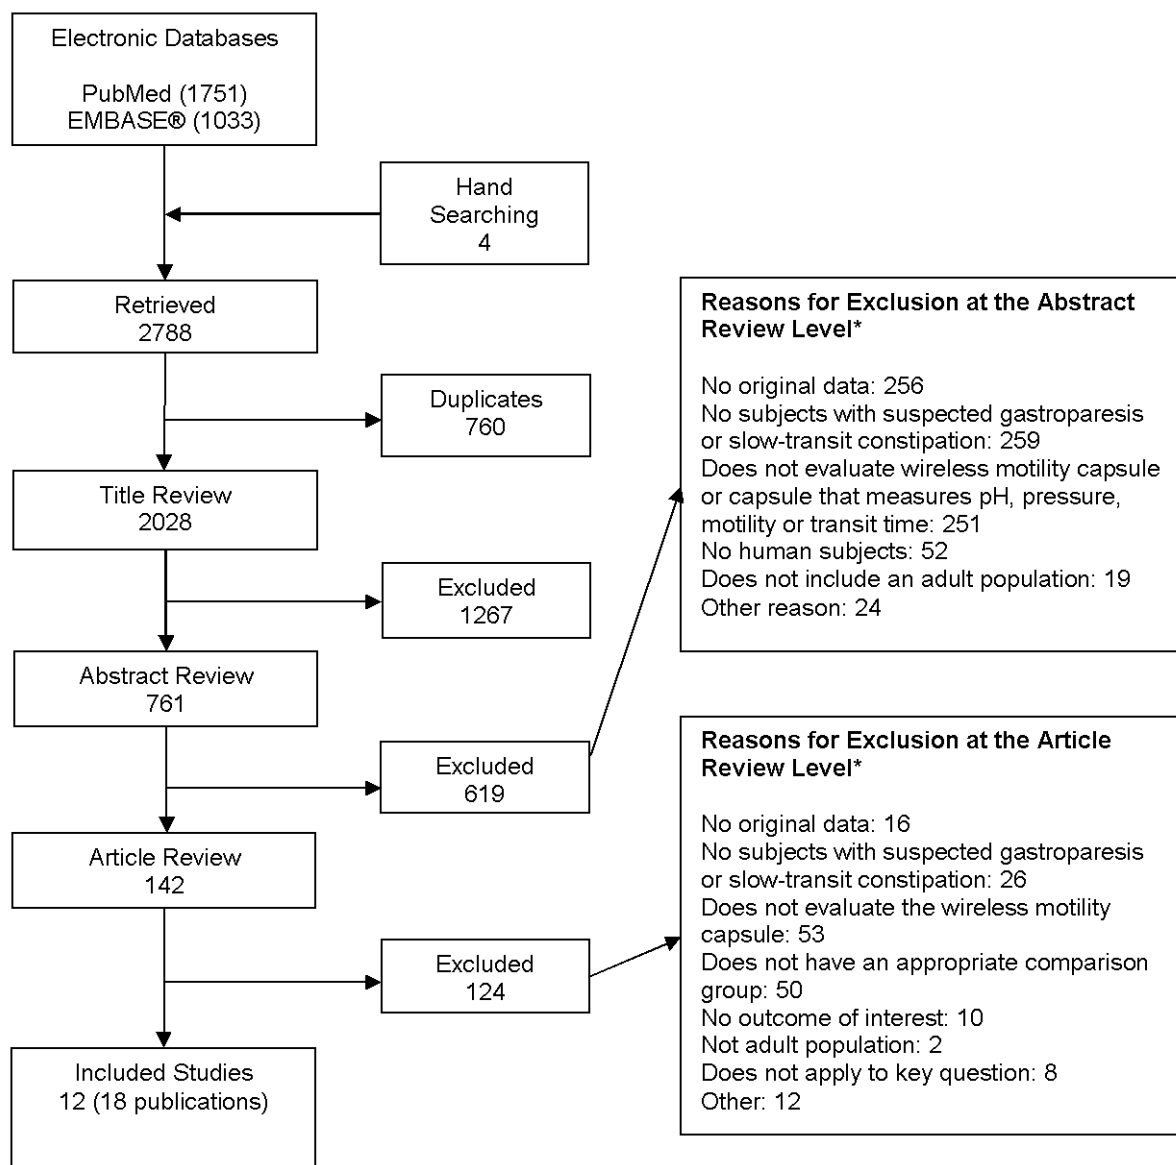 Electronic Databases
PubMed (1751)
EMBASE® (1033)
Hand
Searching
4
Retrieved
2788
Duplicates
760
Title Review
2028
Excluded
1267
Abstract Review
761
Excluded
619
Article Review
142
Excluded
124
Included Studies
12 (18 publications)
Reasons for Exclusion at the Abstract
Review Level*
No original data: 256
No subjects with suspected gastroparesis
or slow-transit constipation: 259
Does not evaluate wireless motility capsule
or capsule that measures pH, pressure,
motility or transit time: 251
No human subjects: 52
Does not include an adult population: 19
Other reason: 24
Reasons for Exclusion at the Article
Review Level*
No original data: 16
No subjects with suspected gastroparesis
or slow-transit constipation: 26
Does not evaluate the wireless motility
capsule: 53
Does not have an appropriate comparison
group: 50
No outcome of interest: 10
Not adult population: 2
Does not apply to key question: 8
Other: 12